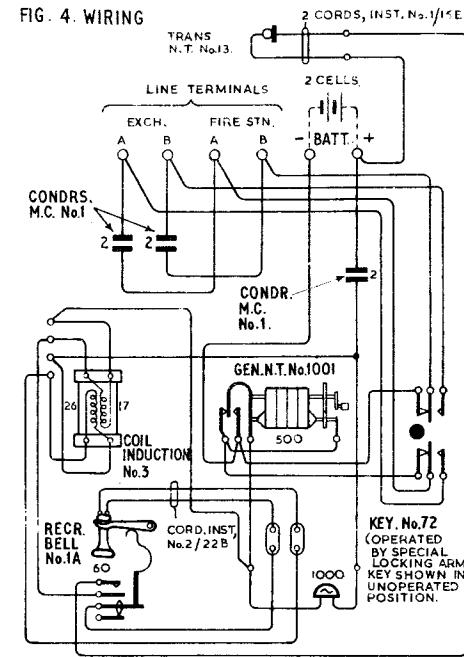 FIG. 4. WIRING
2 CORDS, INST. No.1/15E
TRANS
N.T. No.13.
2 CELLS
LINE TERMINALS
EXCH. FIRE STN.
A B A B - BATT. +
CONDRS.
M.C. No.1
2 2 2
CONDR.
M.C.
No.1.
GEN.N.T.No.1001
26 17
500
COIL
INDUCTION
No.3
RECR.
BELL
No.1A
CORD.INST,
No.2/22B
60
1000
KEY. No.72
(OPERATED
BY SPECIAL
LOCKING ARM
KEY SHOWN IN
UNOPERATED
POSITION.